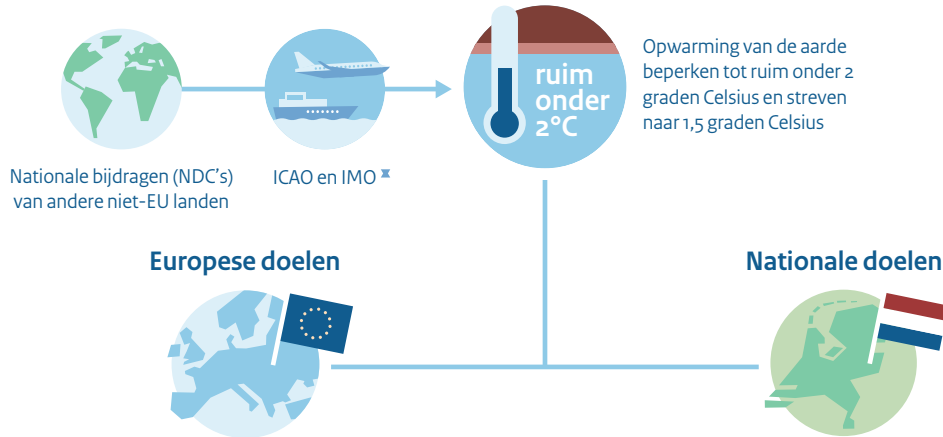 ruim
onder
2°C
Opwarming van de aarde
beperken tot ruim onder 2
graden Celsius en streven
naar 1,5 graden Celsius
Nationale bijdragen (NDC's)
van andere niet-EU landen
ICAO en IMO
Europese doelen
Nationale doelen